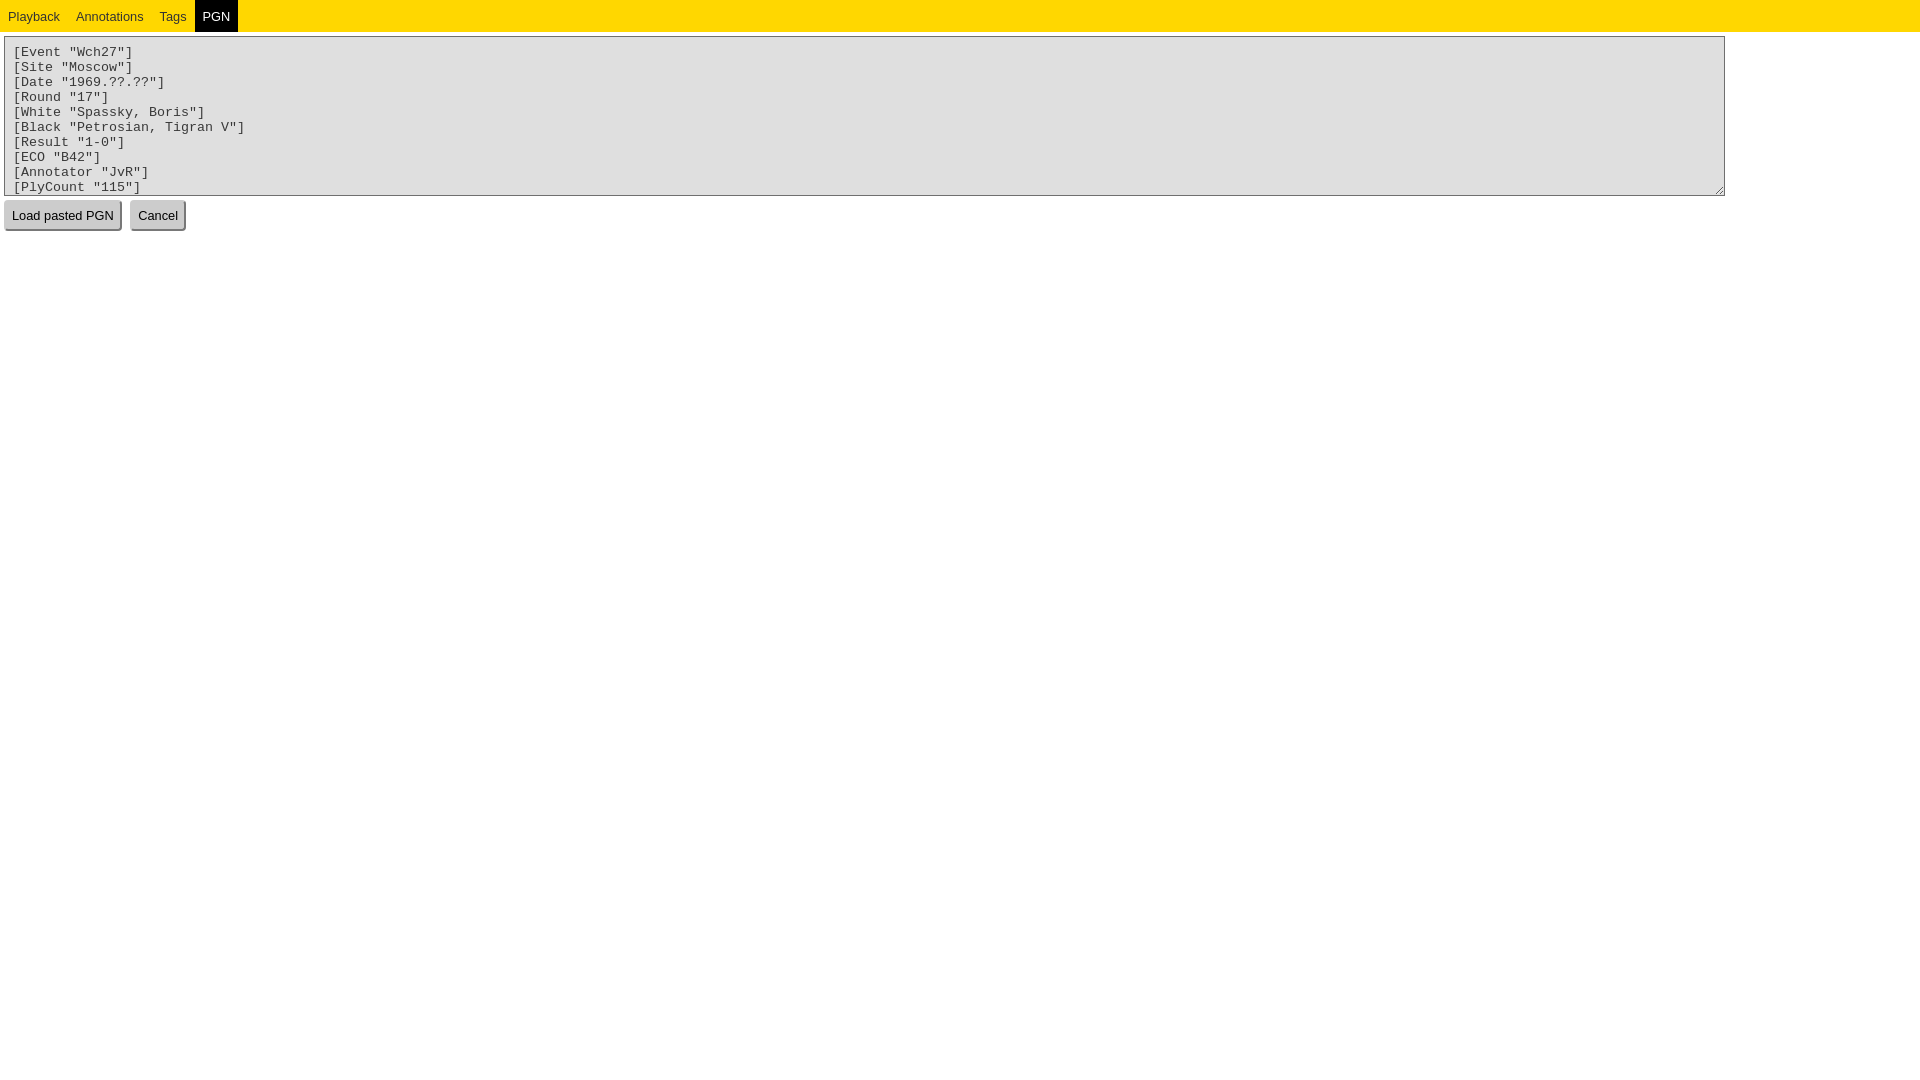 Playback Annotations Tags PGN
[Event "Wch27"]
[Site "Moscow"]
[Date "1969.??.??"]
[Round "17"]
[White "Spassky, Boris"]
[Black "Petrosian, Tigran V"]
[Result "1-0"]
[ECO "B42"]
[Annotator "JvR"]
[PlyCount "115"]
Load pasted PGN Cancel